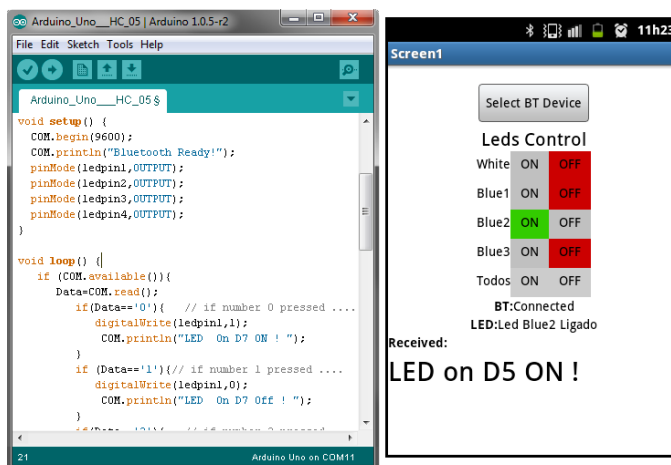 Arduino_Uno___HC_05 | Arduino 1.0.5-r2
File Edit Sketch Tools Help
Arduino_Uno___HC_05 §
void setup() {
COM.begin(9600);
COM.println("Bluetooth Ready!");
pinMode(ledpin1,OUTPUT);
pinMode(ledpin2,OUTPUT);
pinMode(ledpin3,OUTPUT);
pinMode(ledpin4,OUTPUT);
}
void loop() {
if (COM.available()){
Data=COM.read();
if(Data=='0'){ // if number 0 pressed ....
digitalWrite(ledpin1,1);
COM.println("LED On D7 ON ! ");
}
if (Data=='1'){// if number 1 pressed ....
digitalWrite(ledpin1,0);
COM.println("LED On D7 Off ! ");
}
21
Arduino Uno on COM11
11h23
Screen1
Select BT Device
Leds Control
White ON OFF
Blue1 ON OFF
Blue2 ON OFF
Blue3 ON OFF
Todos ON OFF
BT:Connected
LED:Led Blue2 Ligado
Received:
LED on D5 ON !